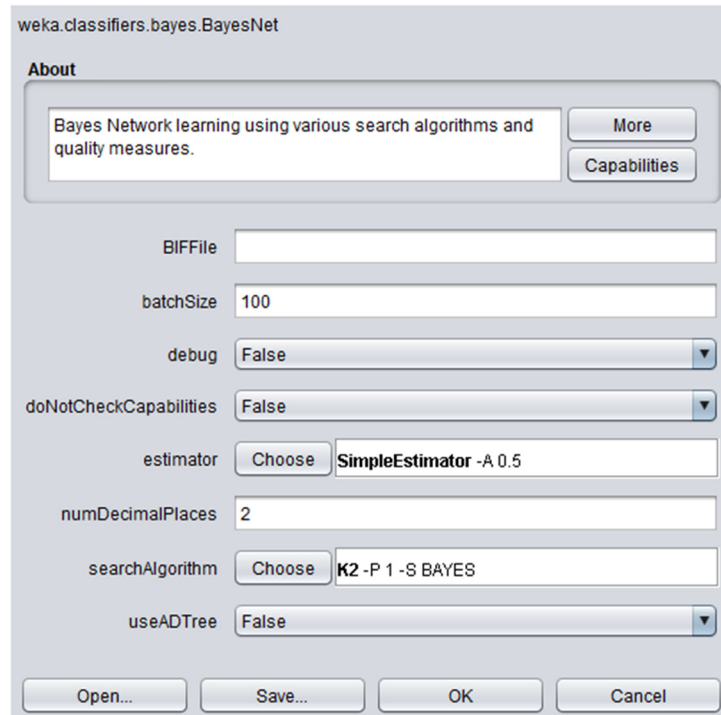 weka.classifiers.bayes.BayesNet
About
Bayes Network learning using various search algorithms and
quality measures.
More
Capabilities
BIFFile
batchSize 100
debug False
doNotCheckCapabilities False
estimator Choose SimpleEstimator -A 0.5
numDecimalPlaces 2
searchAlgorithm Choose K2 -P 1 -S BAYES
useADTree False
Open... Save... OK Cancel